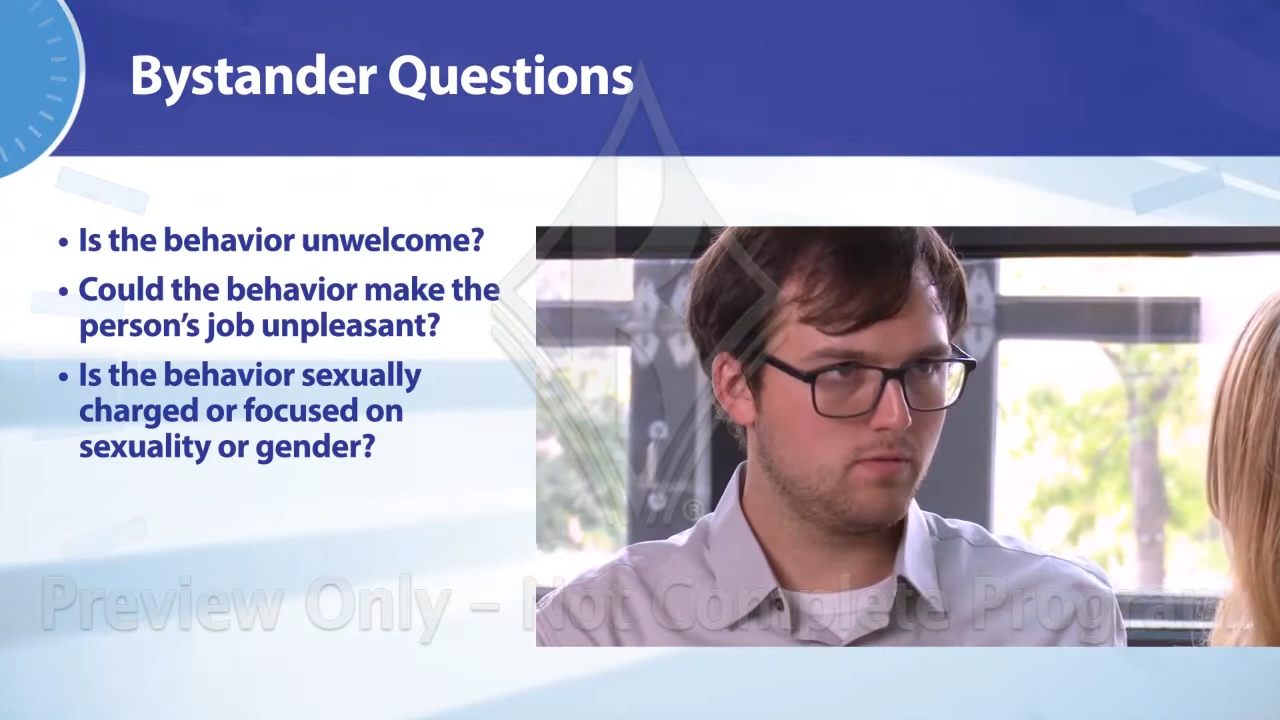 Bystander Questions
• Is the behavior unwelcome?
• Could the behavior make the
person’s job unpleasant?
• Is the behavior sexually
charged or focused on
sexuality or gender?
®
Preview Only – Not Complete Program